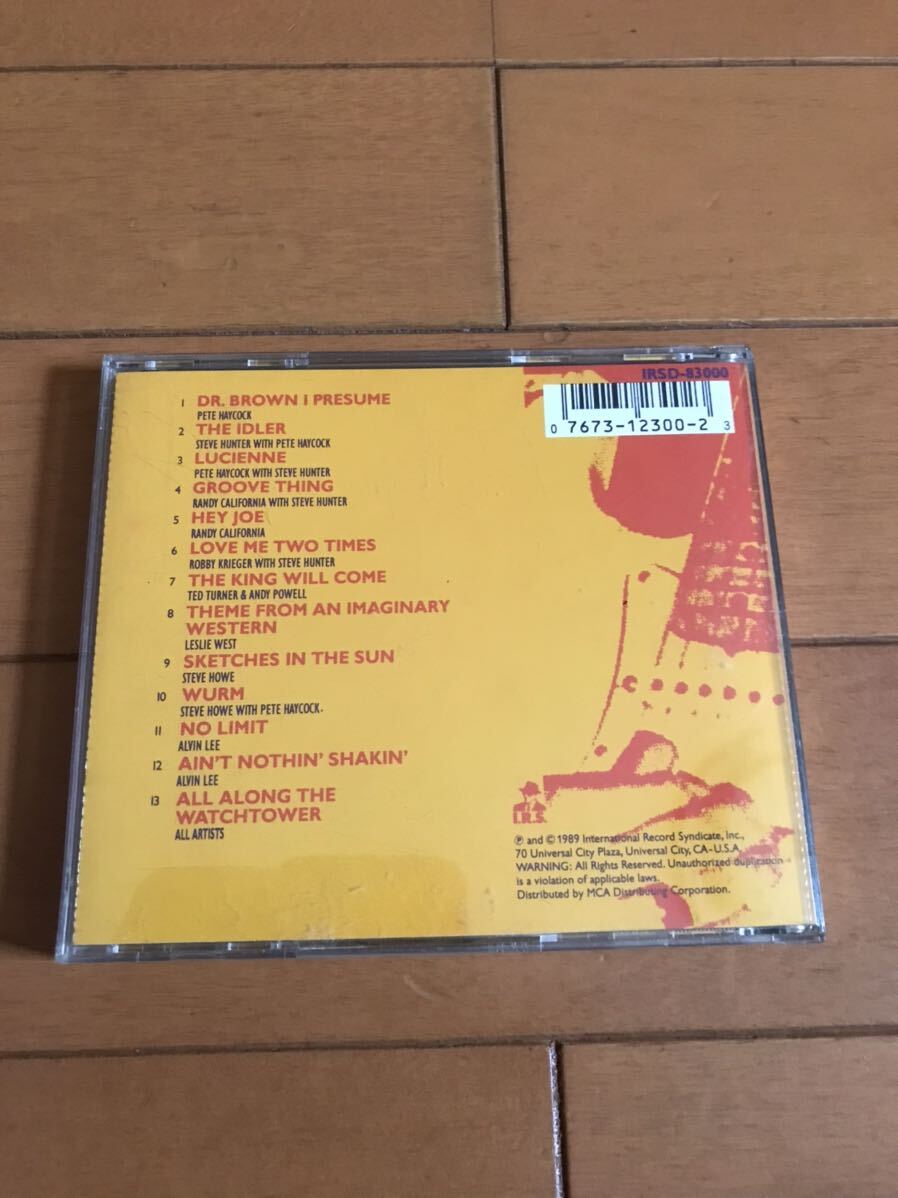 IRSD-83000
0 7673-12300-2 3
1 DR. BROWN I PRESUME
PETE HAYCOCK
2 THE IDLER
STEVE HUNTER WITH PETE HAYCOCK
3 LUCIENNE
PETE HAYCOCK WITH STEVE HUNTER
4 GROOVE THING
RANDY CALIFORNIA WITH STEVE HUNTER
5 HEY JOE
RANDY CALIFORNIA
6 LOVE ME TWO TIMES
ROBBY KRIEGER WITH STEVE HUNTER
7 THE KING WILL COME
TED TURNER & ANDY POWELL
8 THEME FROM AN IMAGINARY
WESTERN
LESLIE WEST
9 SKETCHES IN THE SUN
STEVE HOWE
10 WURM
STEVE HOWE WITH PETE HAYCOCK.
11 NO LIMIT
ALVIN LEE
12 AIN'T NOTHIN' SHAKIN'
ALVIN LEE
13 ALL ALONG THE
WATCHTOWER
ALL ARTISTS
I.R.S.
℗ and © 1989 International Record Syndicate, Inc.,
70 Universal City Plaza, Universal City, CA-U.S.A.
WARNING: All Rights Reserved. Unauthorized duplication
is a violation of applicable laws.
Distributed by MCA Distributing Corporation.